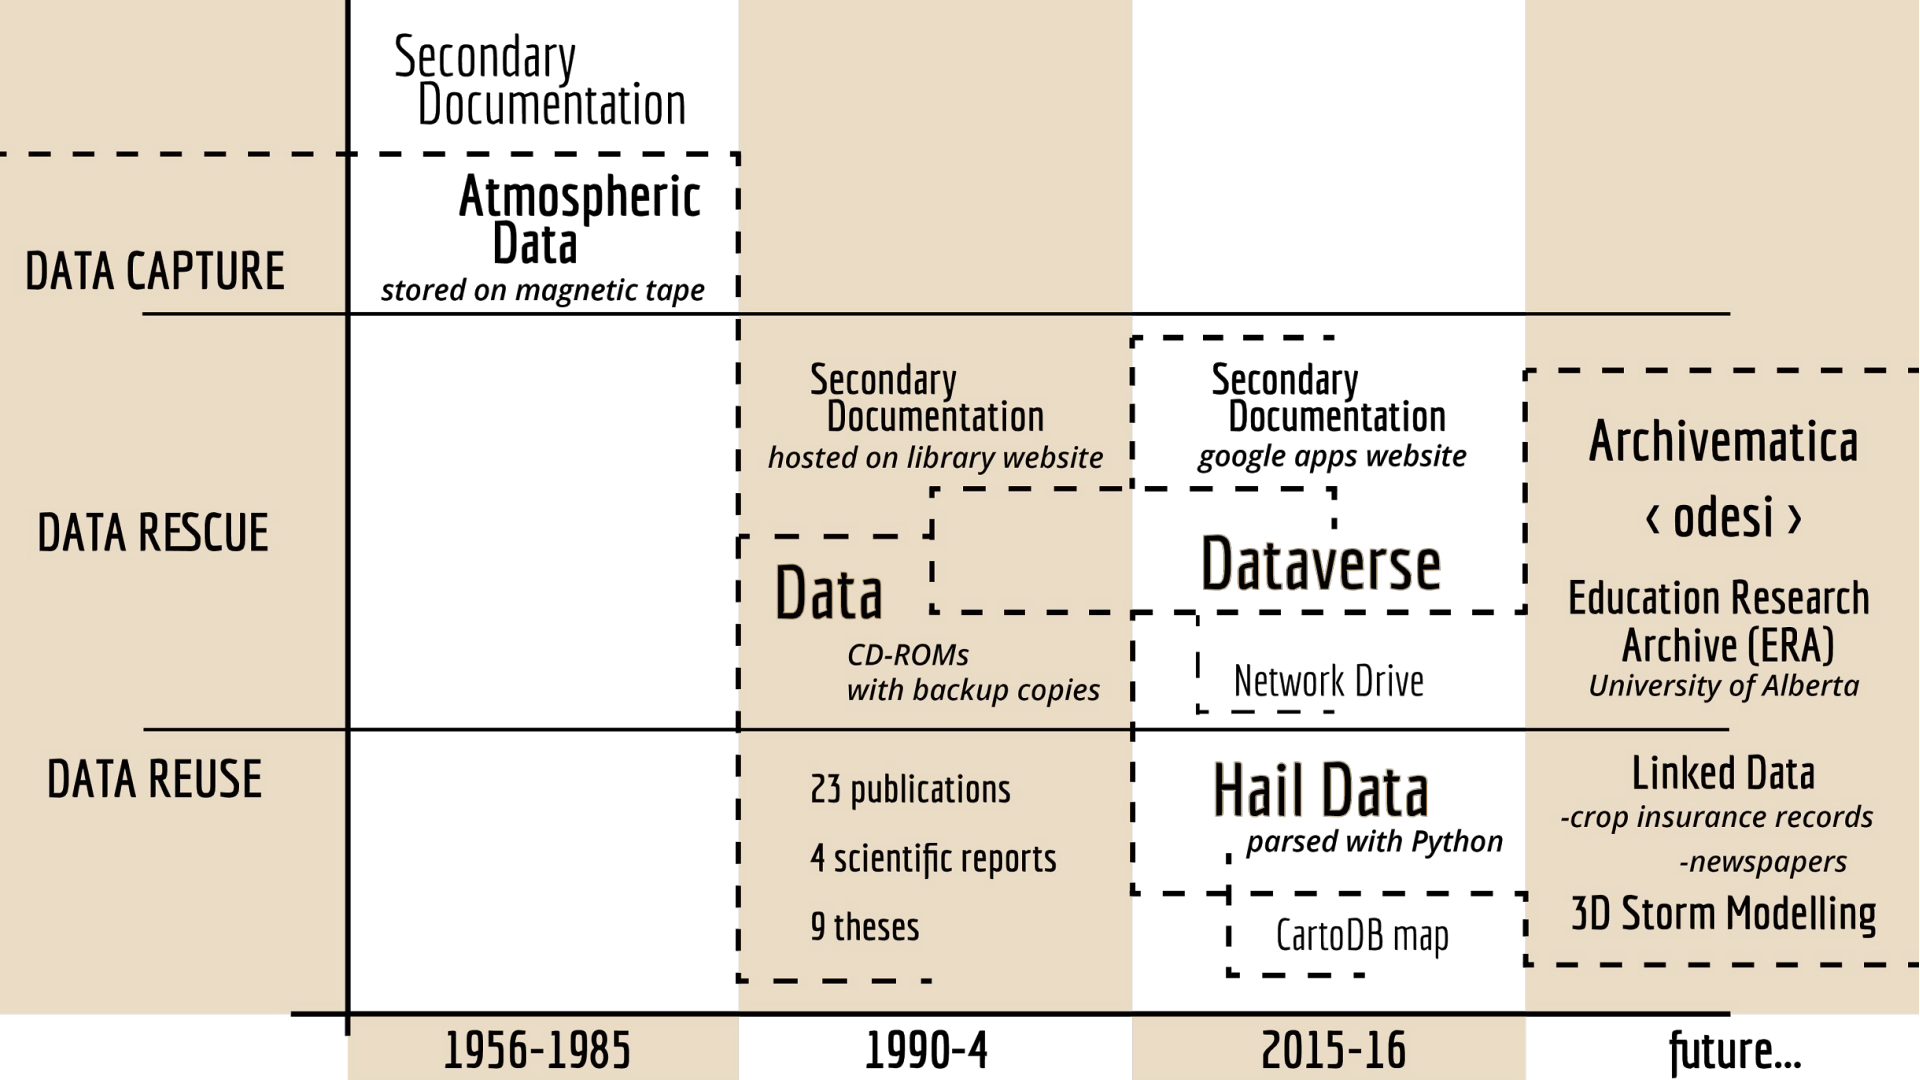 Secondary
Documentation
Atmospheric
Data
stored on magnetic tape
DATA CAPTURE
Secondary
Documentation
hosted on library website
Secondary
Documentation
google apps website
Archivematica
‹ odesi ›
DATA RESCUE
Data
CD-ROMs
with backup copies
Dataverse
Network Drive
Education Research
Archive (ERA)
University of Alberta
DATA REUSE
23 publications
4 scientific reports
9 theses
Hail Data
parsed with Python
CartoDB map
Linked Data
-crop insurance records
-newspapers
3D Storm Modelling
1956-1985
1990-4
2015-16
future...